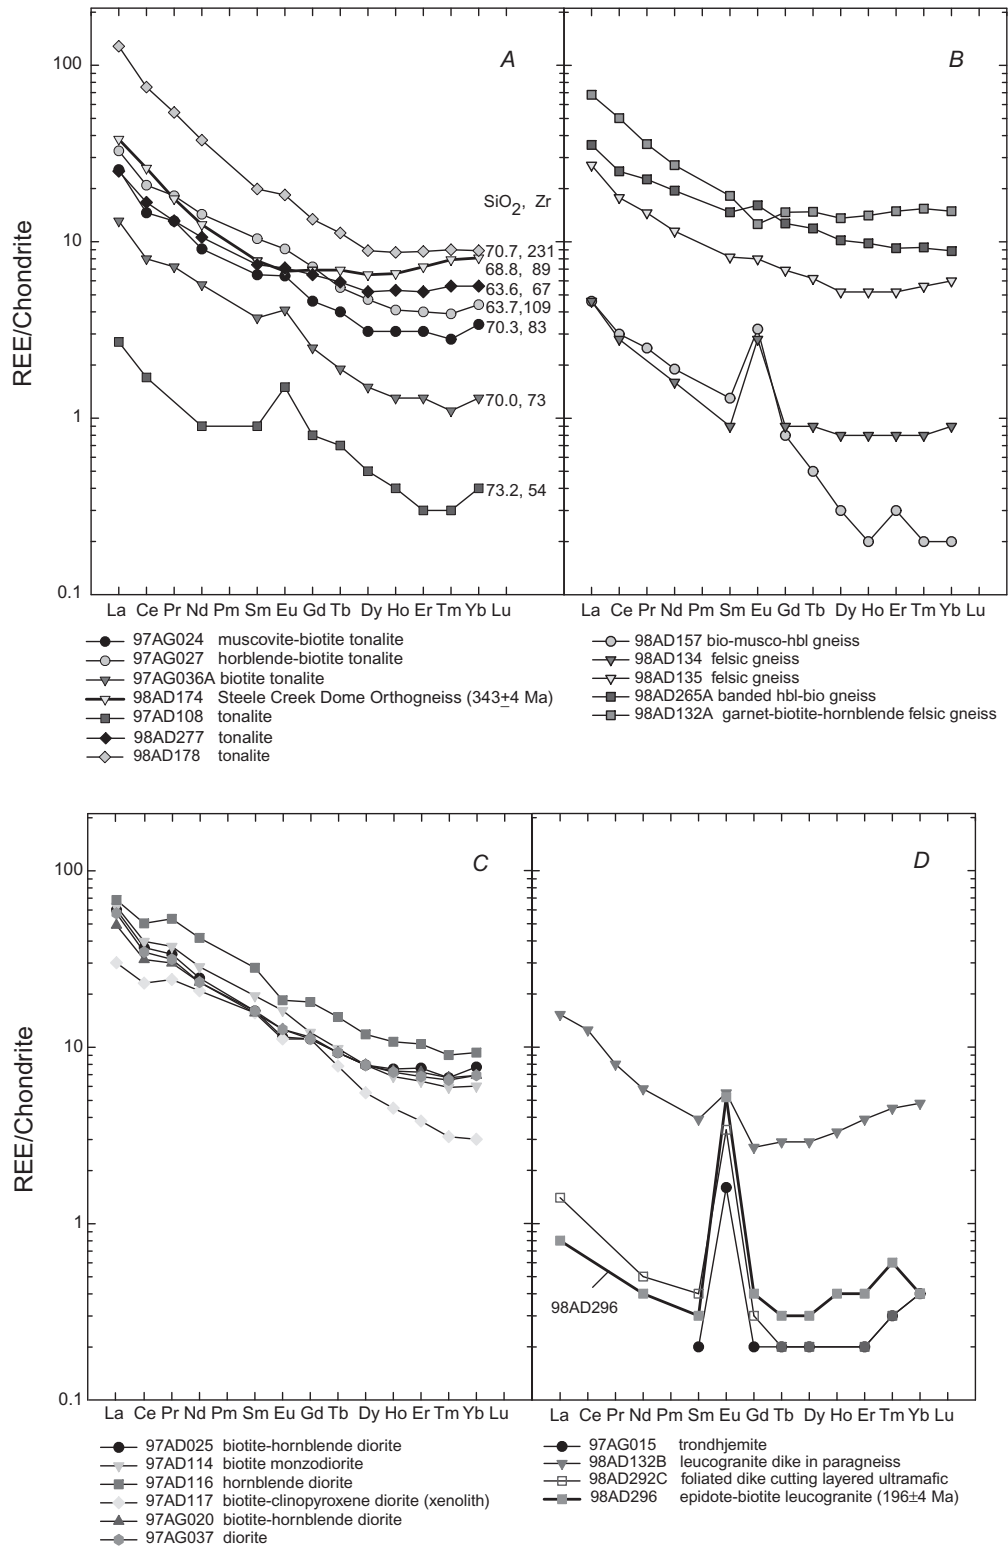 A
B
100
10
1
0.1
REE/Chondrite
SiO2, Zr
70.7, 231
68.8, 89
63.6, 67
63.7,109
70.3, 83
70.0, 73
73.2, 54
La Ce Pr Nd Pm Sm Eu Gd Tb Dy Ho Er Tm Yb Lu
La Ce Pr Nd Pm Sm Eu Gd Tb Dy Ho Er Tm Yb Lu
97AG024 muscovite-biotite tonalite
97AG027 horblende-biotite tonalite
97AG036A biotite tonalite
98AD174 Steele Creek Dome Orthogneiss (343±4 Ma)
97AD108 tonalite
98AD277 tonalite
98AD178 tonalite
98AD157 bio-musco-hbl gneiss
98AD134 felsic gneiss
98AD135 felsic gneiss
98AD265A banded hbl-bio gneiss
98AD132A garnet-biotite-hornblende felsic gneiss
C
D
100
10
1
0.1
REE/Chondrite
98AD296
La Ce Pr Nd Pm Sm Eu Gd Tb Dy Ho Er Tm Yb Lu
La Ce Pr Nd Pm Sm Eu Gd Tb Dy Ho Er Tm Yb Lu
97AD025 biotite-hornblende diorite
97AD114 biotite monzodiorite
97AD116 hornblende diorite
97AD117 biotite-clinopyroxene diorite (xenolith)
97AG020 biotite-hornblende diorite
97AG037 diorite
97AG015 trondhjemite
98AD132B leucogranite dike in paragneiss
98AD292C foliated dike cutting layered ultramafic
98AD296 epidote-biotite leucogranite (196±4 Ma)